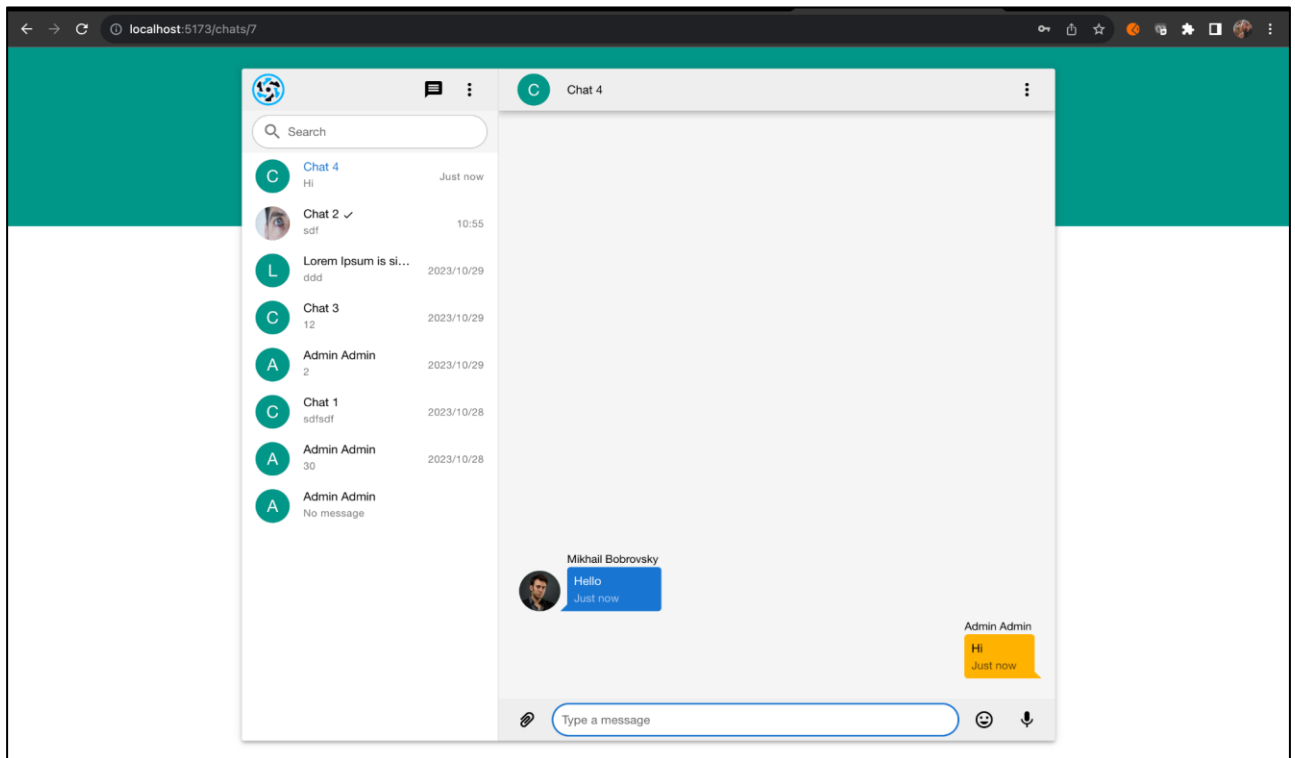 localhost:5173/chats/7
C
Chat 4
Search
C
Chat 4
Hi
Just now
Chat 2
sdf
10:55
L
Lorem Ipsum is si...
ddd
2023/10/29
C
Chat 3
12
2023/10/29
A
Admin Admin
2
2023/10/29
C
Chat 1
sdfsdf
2023/10/28
A
Admin Admin
30
2023/10/28
A
Admin Admin
No message
Mikhail Bobrovsky
Hello
Just now
Admin Admin
Hi
Just now
Type a message